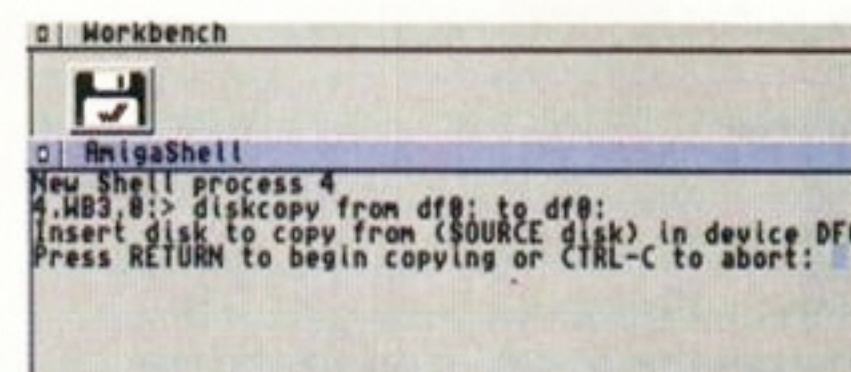 Workbench
AmigaShell
New Shell process 4
4.WB3.0:> diskcopy from df0: to df0:
Insert disk to copy from (SOURCE disk) in device DF0
Press RETURN to begin copying or CTRL-C to abort: